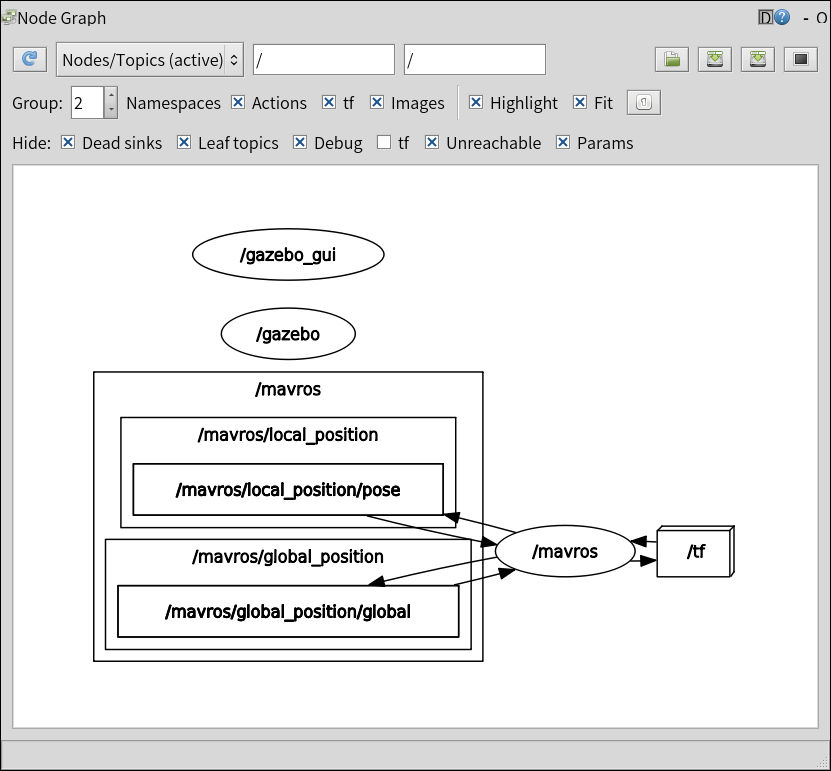 Node Graph D ? - O
Nodes/Topics (active) / /
Group: 2 Namespaces Actions tf Images Highlight Fit 1
Hide: Dead sinks Leaf topics Debug tf Unreachable Params
/gazebo_gui
/gazebo
/mavros
/mavros/local_position
/mavros/local_position/pose
/mavros/global_position
/mavros /tf
/mavros/global_position/global